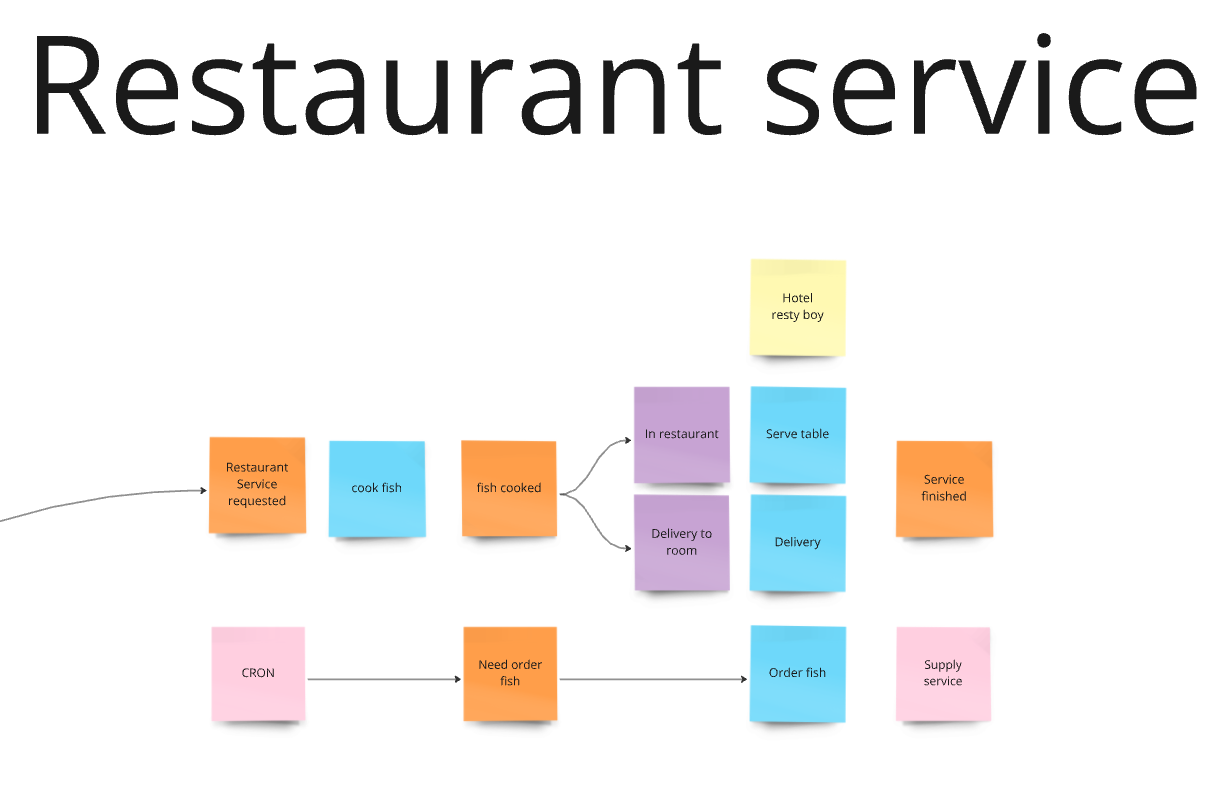 Restaurant service
Hotel
resty boy
In restaurant
Serve table
Restaurant
Service
requested
cook fish
fish cooked
Service
finished
Delivery to
room
Delivery
CRON
Need order
fish
Order fish
Supply
service